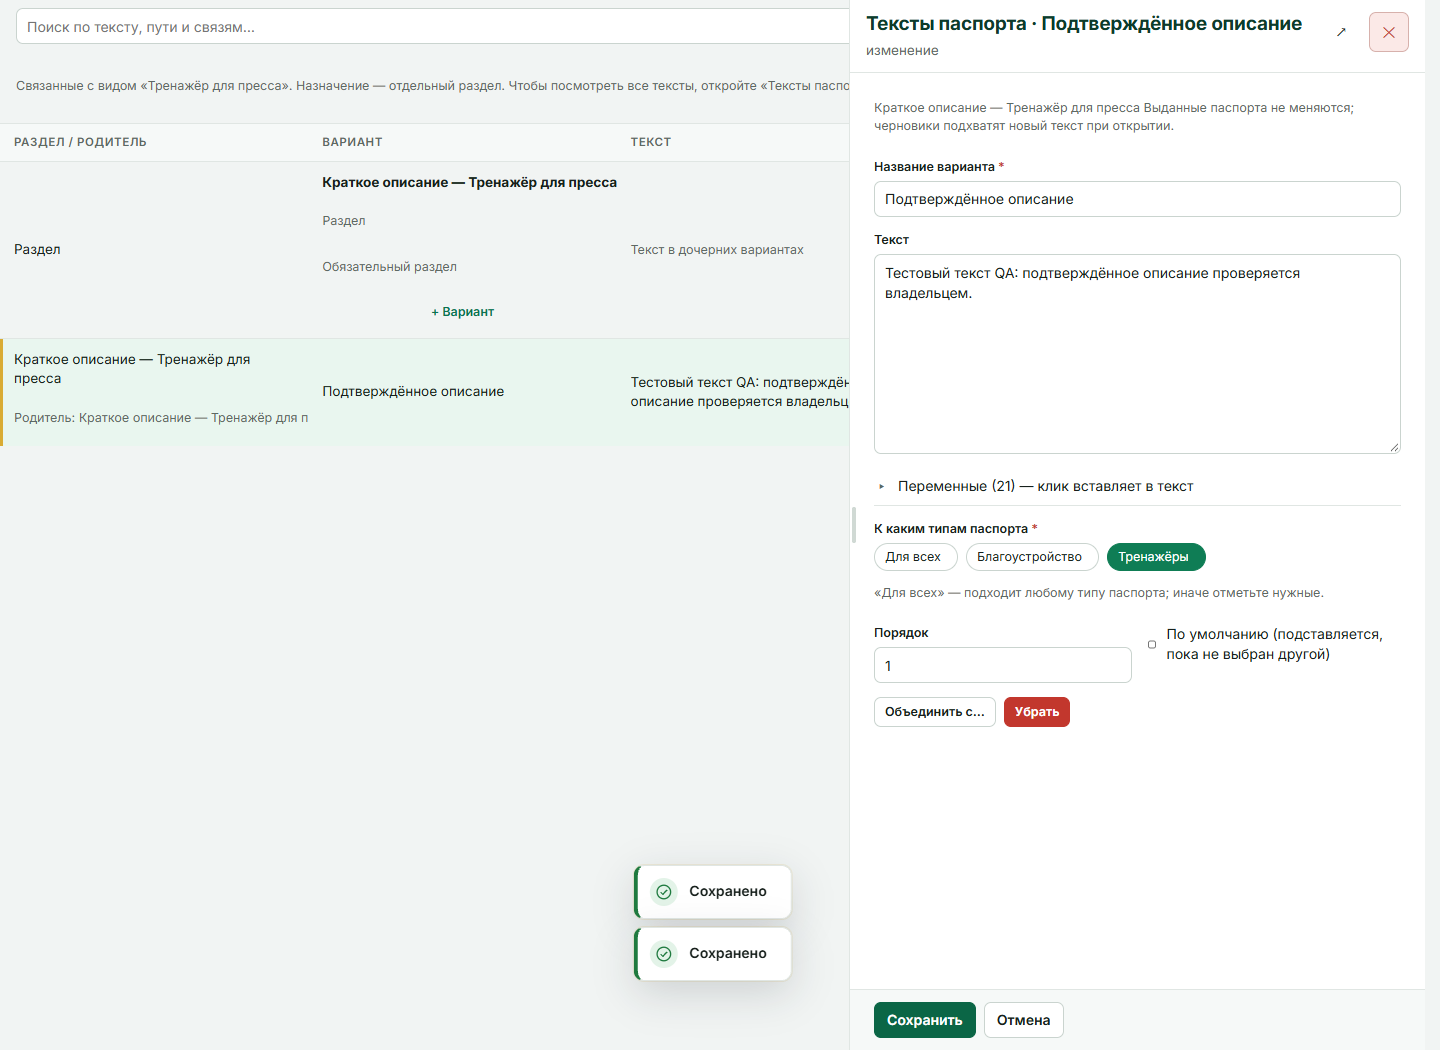 Поиск по тексту, пути и связям...
Связанные с видом «Тренажёр для пресса». Назначение — отдельный раздел. Чтобы посмотреть все тексты, откройте «Тексты паспо
РАЗДЕЛ / РОДИТЕЛЬ
ВАРИАНТ
ТЕКСТ
Раздел
Краткое описание — Тренажёр для пресса
Раздел
Обязательный раздел
+ Вариант
Текст в дочерних вариантах
Краткое описание — Тренажёр для
пресса
Родитель: Краткое описание — Тренажёр для п
Подтверждённое описание
Тестовый текст QA: подтверждён
описание проверяется владельц
Сохранено
Сохранено
Тексты паспорта · Подтверждённое описание
изменение
Краткое описание — Тренажёр для пресса Выданные паспорта не меняются;
черновики подхватят новый текст при открытии.
Название варианта *
Подтверждённое описание
Текст
Тестовый текст QA: подтверждённое описание проверяется
владельцем.
Переменные (21) — клик вставляет в текст
К каким типам паспорта *
Для всех
Благоустройство
Тренажёры
«Для всех» — подходит любому типу паспорта; иначе отметьте нужные.
Порядок
1
По умолчанию (подставляется,
пока не выбран другой)
Объединить с...
Убрать
Сохранить
Отмена